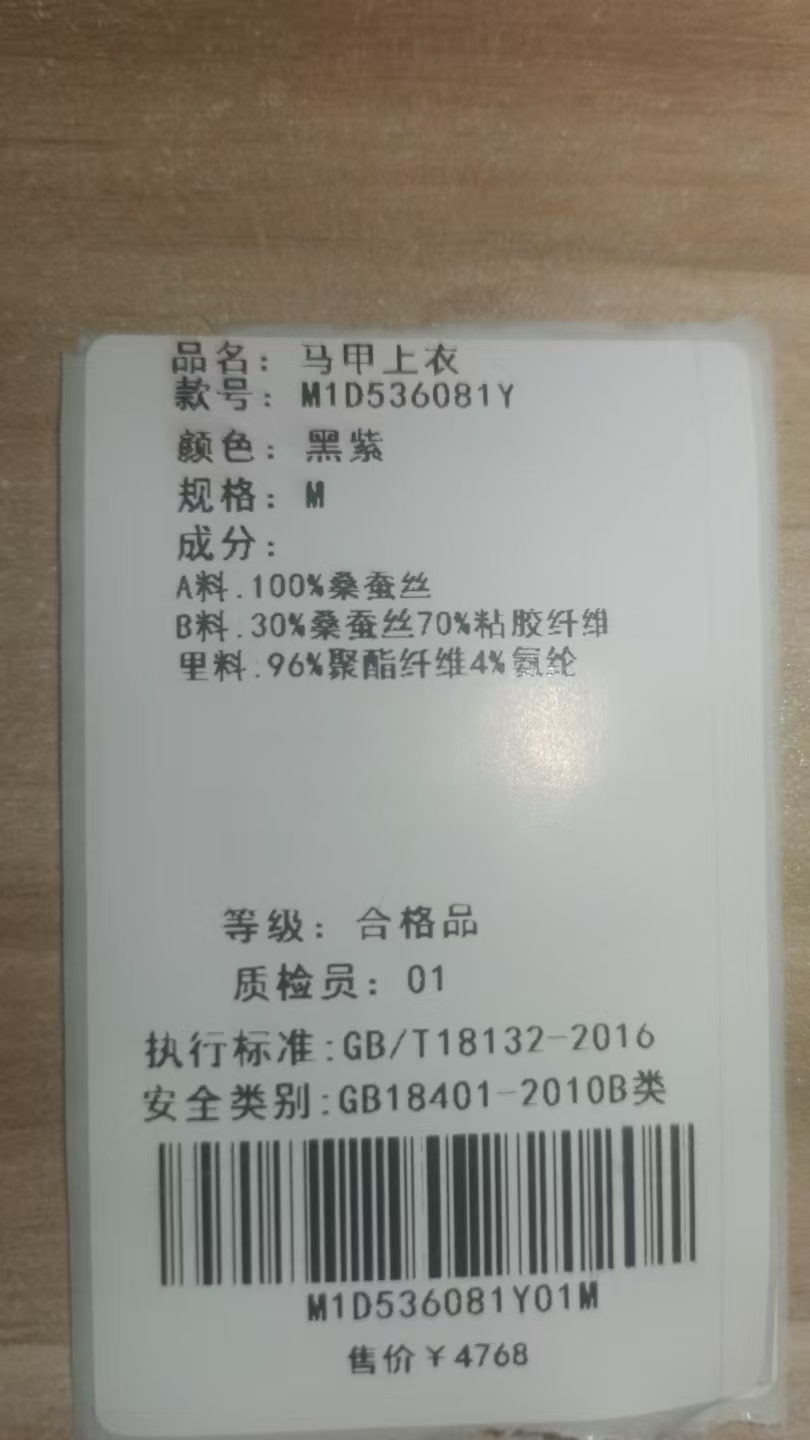 品名：马甲上衣
款号：M1D536081Y
颜色：黑紫
规格：M
成分：
A料.100%桑蚕丝
B料.30%桑蚕丝70%粘胶纤维
里料.96%聚酯纤维4%氨纶
等级：合格品
质检员：01
执行标准:GB/T18132-2016
安全类别:GB18401-2010B类
M1D536081Y01M
售价￥4768